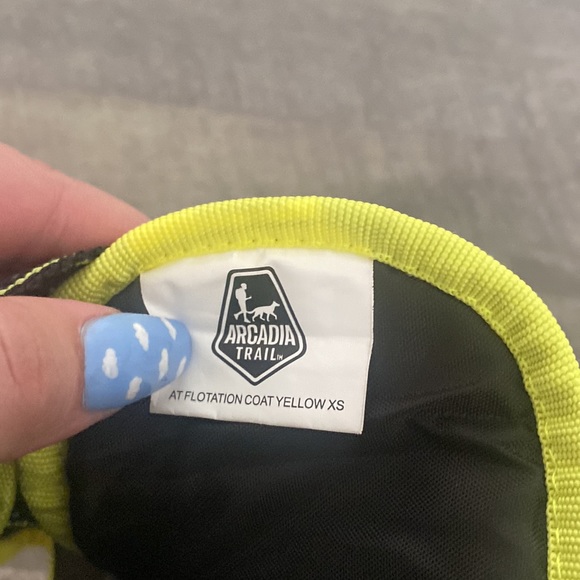 ARCADIA
TRAIL™
AT FLOTATION COAT YELLOW XS